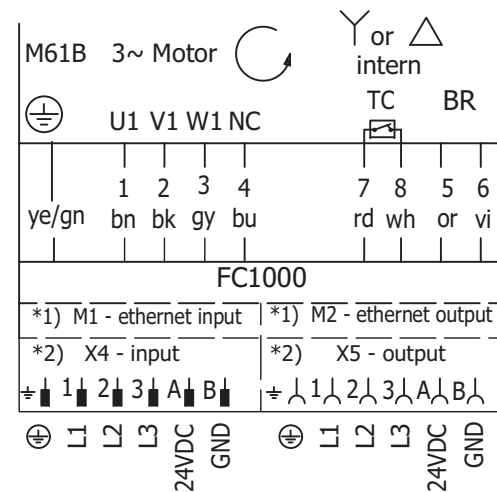 M61B 3~ Motor Y or △
intern
TC BR
U1 V1 W1 NC
1 2 3 4 7 8 5 6
ye/gn bn bk gy bu rd wh or vi
FC1000
*1) M1 - ethernet input *1) M2 - ethernet output
*2) X4 - input *2) X5 - output
1 2 3 A B 1 2 3 A B
L1 L2 L3 24VDC GND L1 L2 L3 24VDC GND